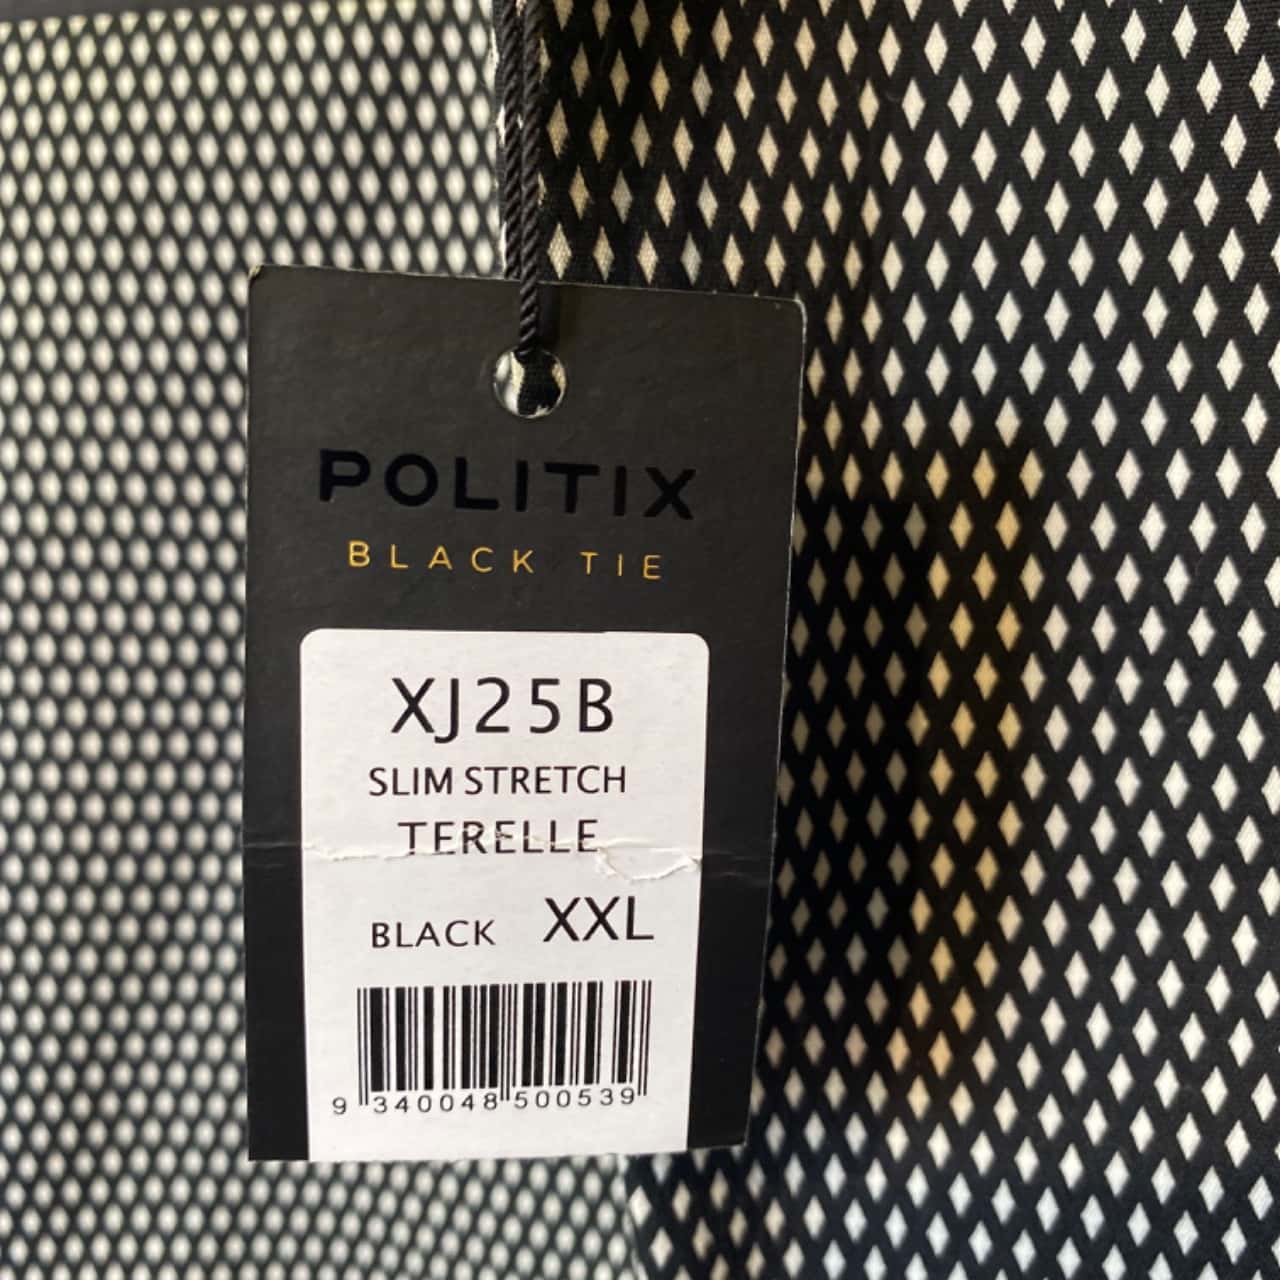 POLITIX
BLACK TIE
XJ25B
SLIM STRETCH
TERELLE
BLACK XXL
9 340048 500539